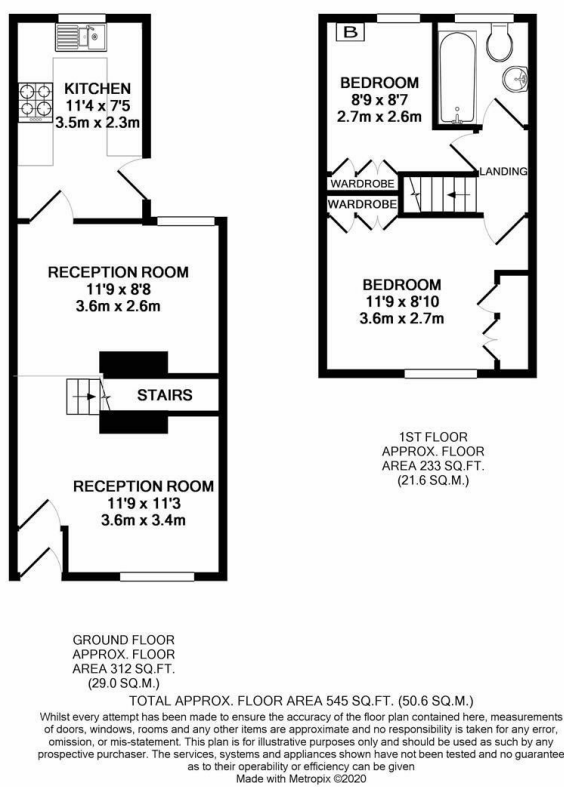 KITCHEN
11'4 x 7'5
3.5m x 2.3m
RECEPTION ROOM
11'9 x 8'8
3.6m x 2.6m
STAIRS
RECEPTION ROOM
11'9 x 11'3
3.6m x 3.4m
GROUND FLOOR
APPROX. FLOOR
AREA 312 SQ.FT.
(29.0 SQ.M.)
B
BEDROOM
8'9 x 8'7
2.7m x 2.6m
LANDING
WARDROBE
WARDROBE
BEDROOM
11'9 x 8'10
3.6m x 2.7m
1ST FLOOR
APPROX. FLOOR
AREA 233 SQ.FT.
(21.6 SQ.M.)
TOTAL APPROX. FLOOR AREA 545 SQ.FT. (50.6 SQ.M.)
Whilst every attempt has been made to ensure the accuracy of the floor plan contained here, measurements
of doors, windows, rooms and any other items are approximate and no responsibility is taken for any error,
omission, or mis-statement. This plan is for illustrative purposes only and should be used as such by any
prospective purchaser. The services, systems and appliances shown have not been tested and no guarantee
as to their operability or efficiency can be given
Made with Metropix ©2020